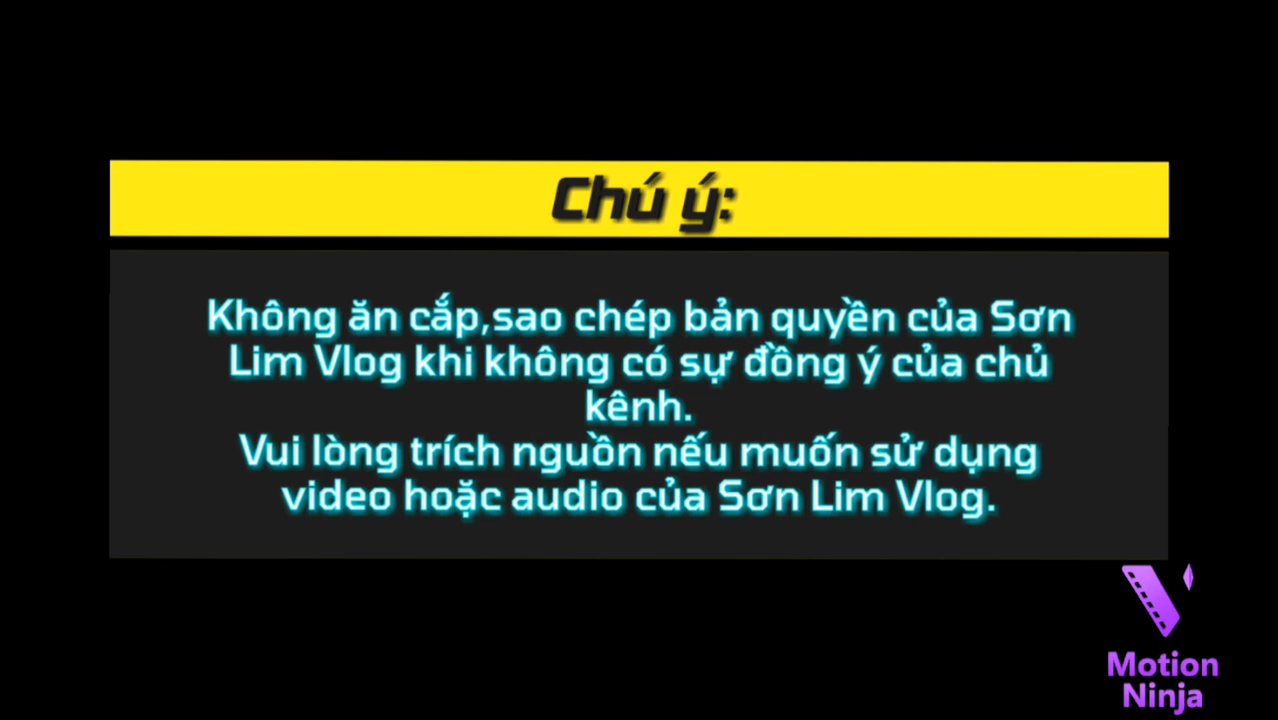 Chú ý:
Không ăn cắp,sao chép bản quyền của Sơn
Lim Vlog khi không có sự đồng ý của chủ
kênh.
Vui lòng trích nguồn nếu muốn sử dụng
video hoặc audio của Sơn Lim Vlog.
Motion
Ninja